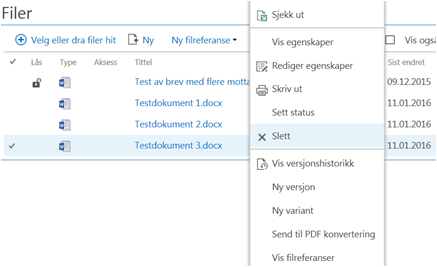 Filer
Sjekk ut
Velg eller dra filer hit Ny Ny filreferanse Vis egenskaper Vis også
Lås Type Aksess Tittel Rediger egenskaper Sist endret
Test av brev med flere Skriv ut 09.12.2015
Testdokument 1.docx Sett status 11.01.2016
Testdokument 2.docx Slett 11.01.2016
Testdokument 3.docx 11.01.2016
Vis versjonshistorikk
Ny versjon
Ny variant
Send til PDF konvertering
Vis filreferanser